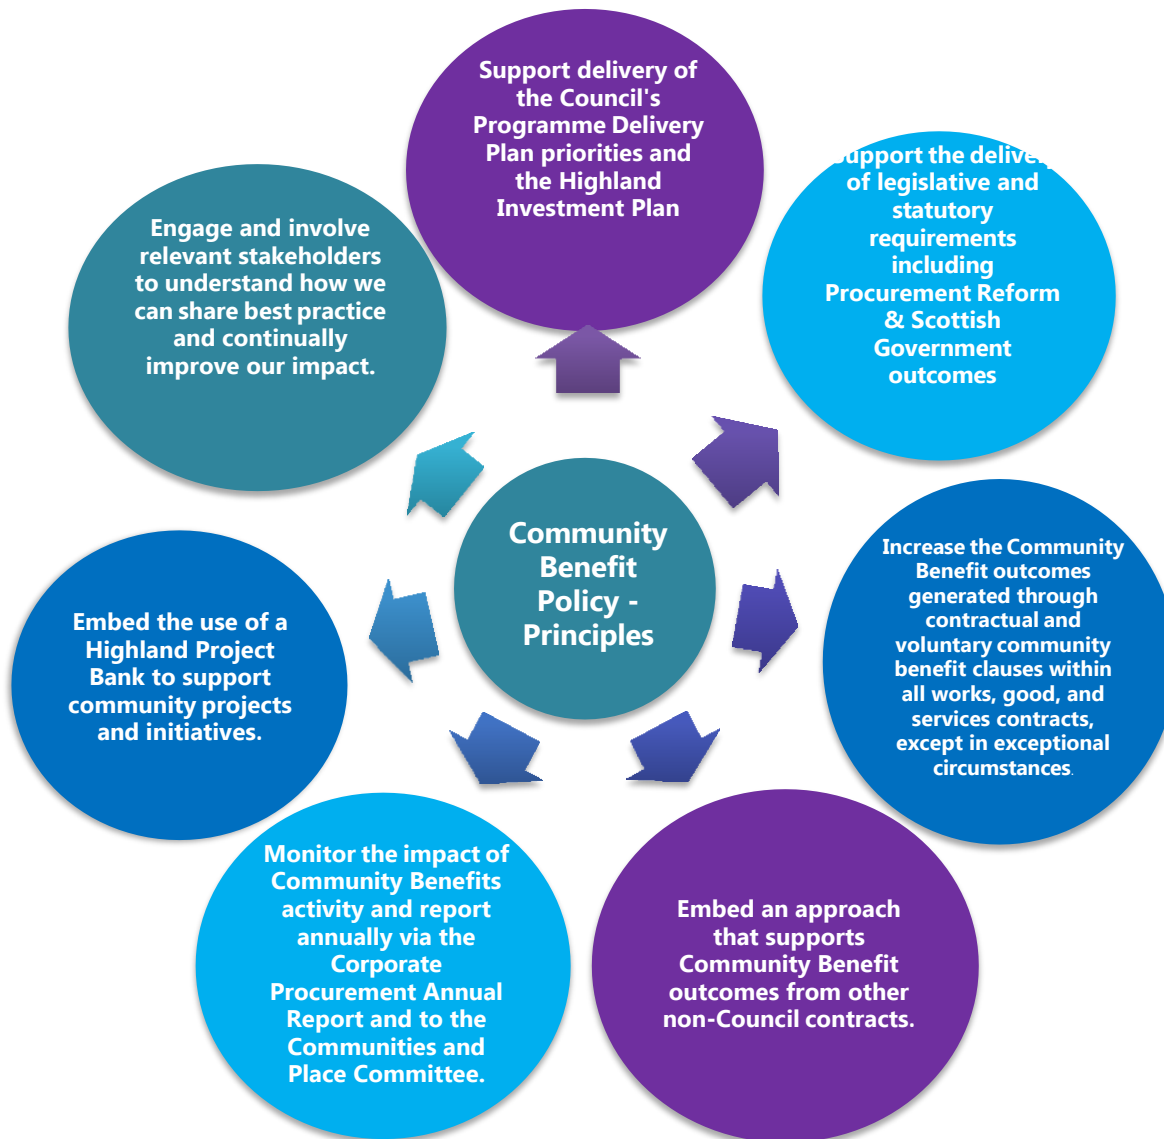 Support delivery of
the Council's
Programme Delivery
Plan priorities and
the Highland
Investment Plan
Support the delivery
of legislative and
statutory
requirements
including
Procurement Reform
& Scottish
Government
outcomes
Increase the Community
Benefit outcomes
generated through
contractual and
voluntary community
benefit clauses within
all works, good, and
services contracts,
except in exceptional
circumstances.
Embed an approach
that supports
Community Benefit
outcomes from other
non-Council contracts.
Monitor the impact of
Community Benefits
activity and report
annually via the
Corporate
Procurement Annual
Report and to the
Communities and
Place Committee.
Embed the use of a
Highland Project
Bank to support
community projects
and initiatives.
Engage and involve
relevant stakeholders
to understand how we
can share best practice
and continually
improve our impact.
Community
Benefit
Policy -
Principles